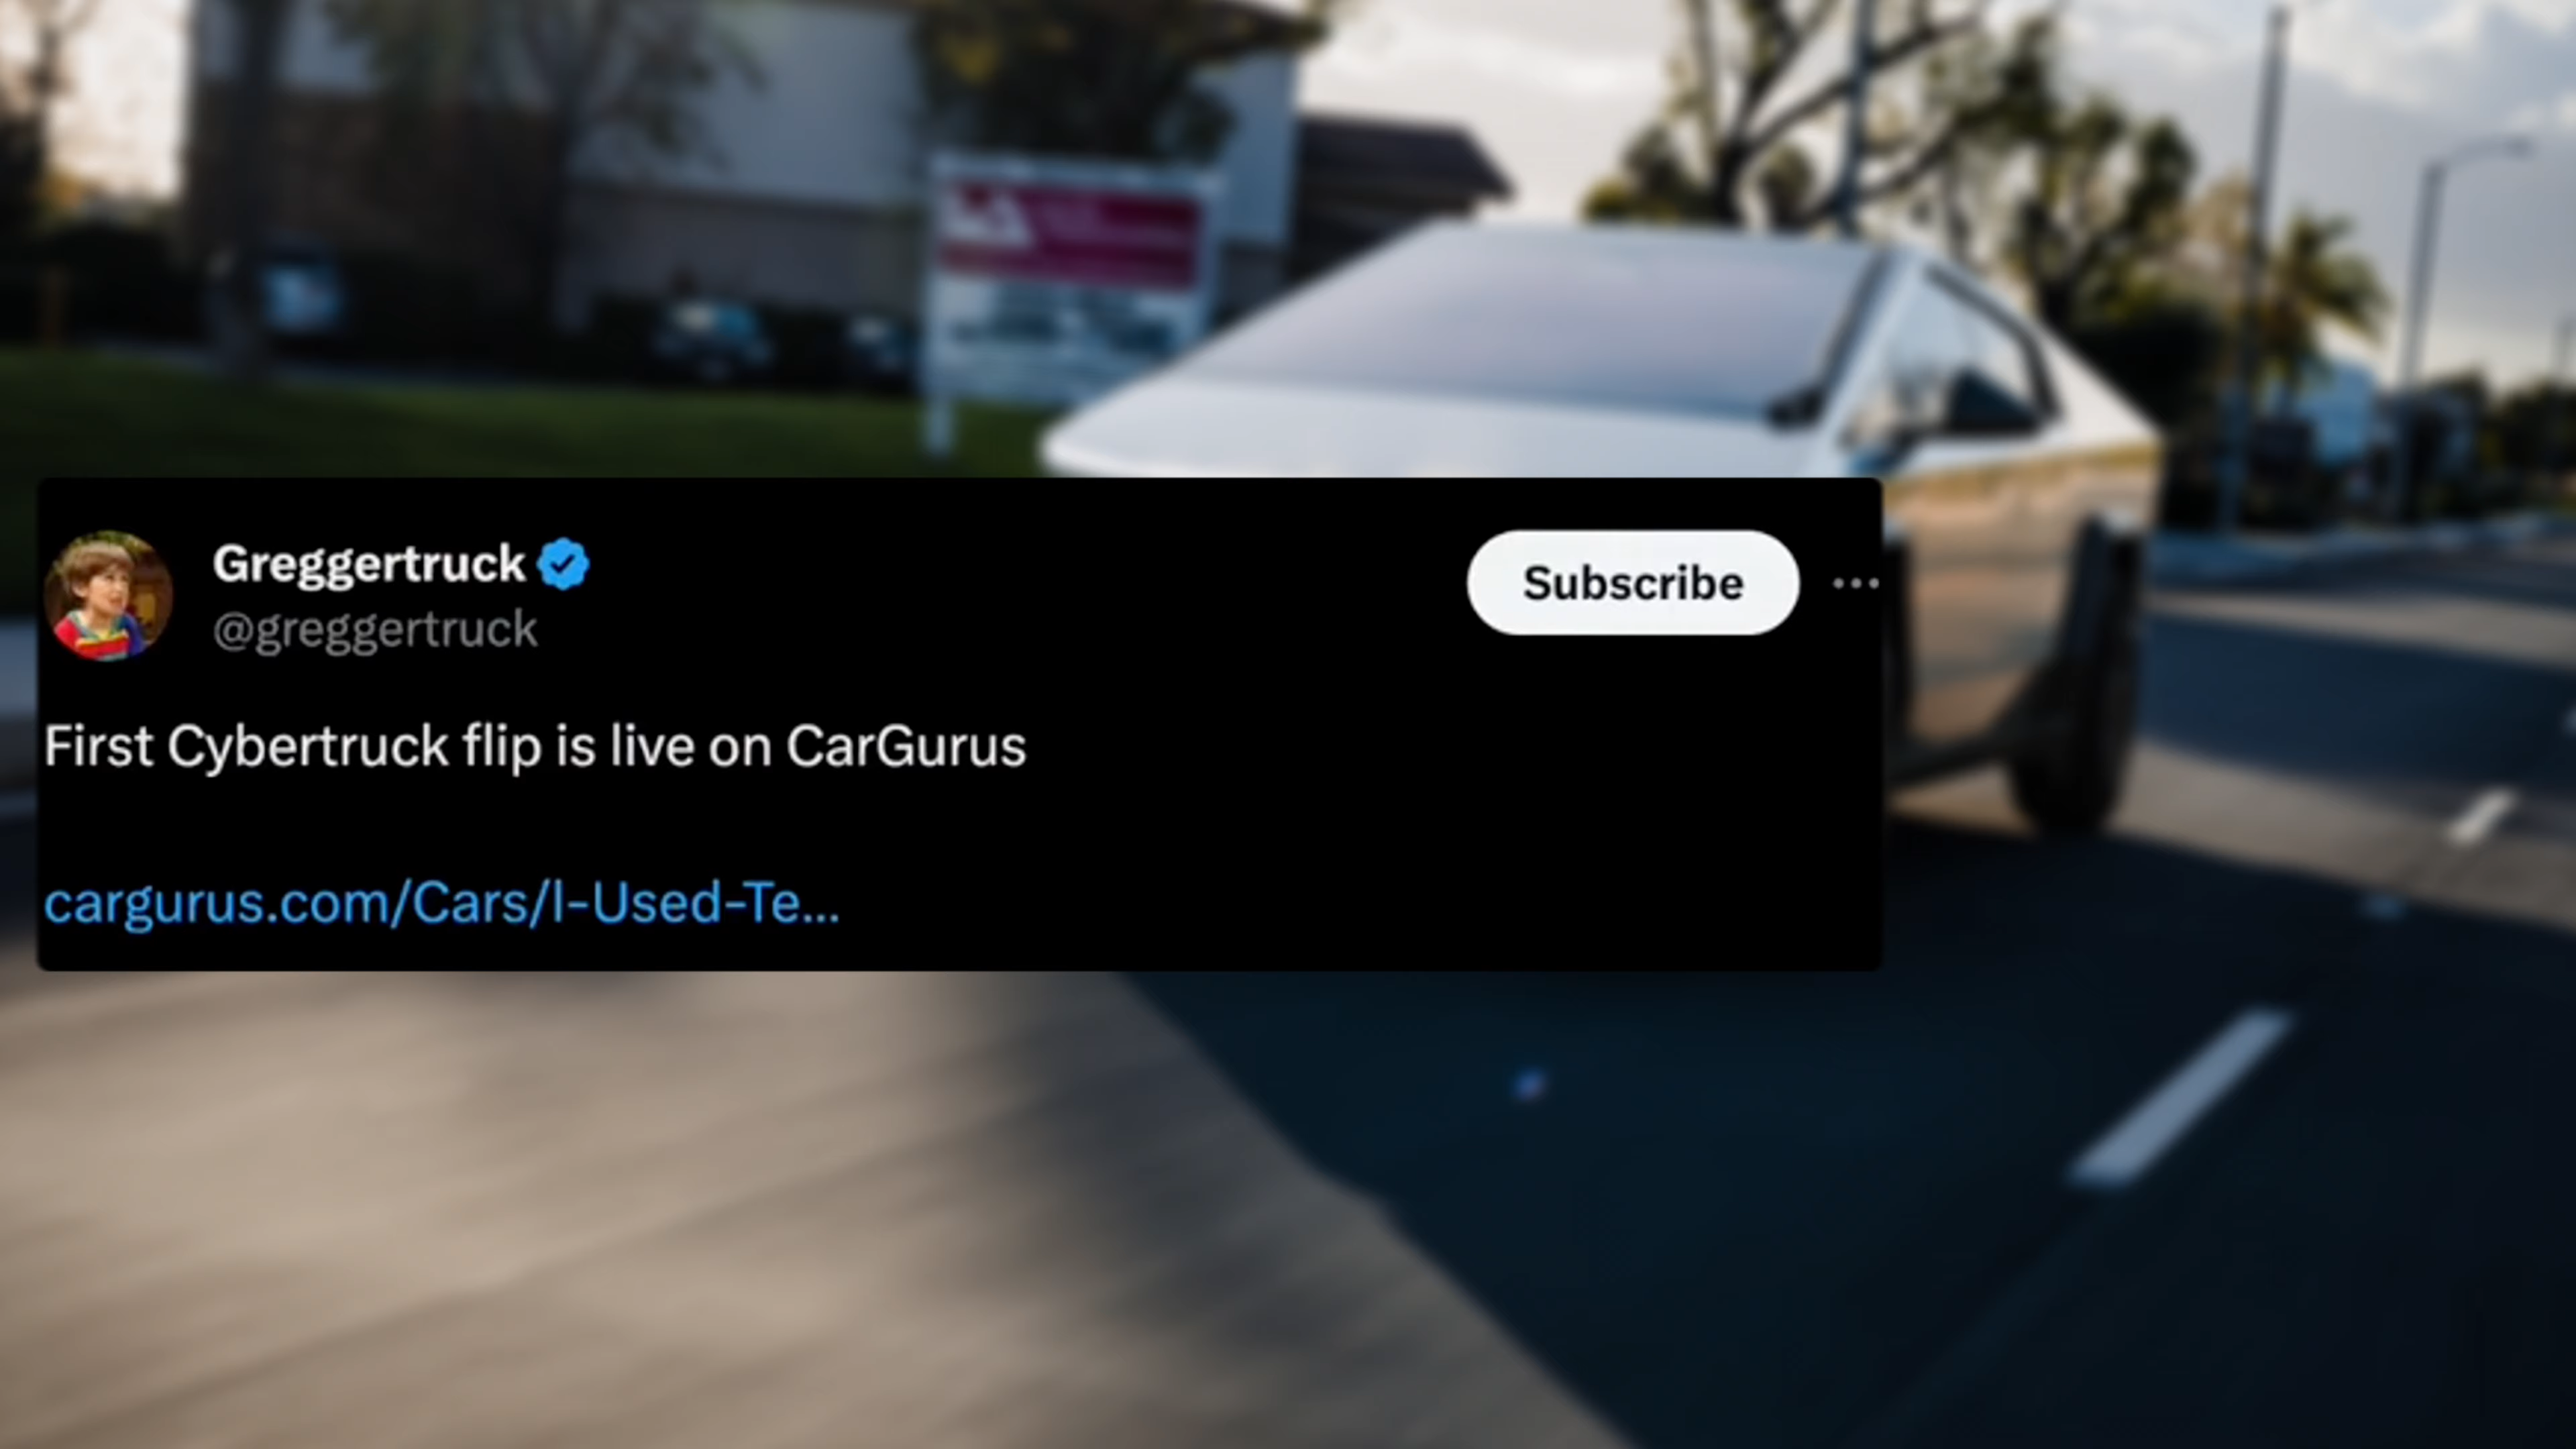 Greggertruck
@greggertruck
Subscribe
First Cybertruck flip is live on CarGurus
cargurus.com/Cars/l-Used-Te...